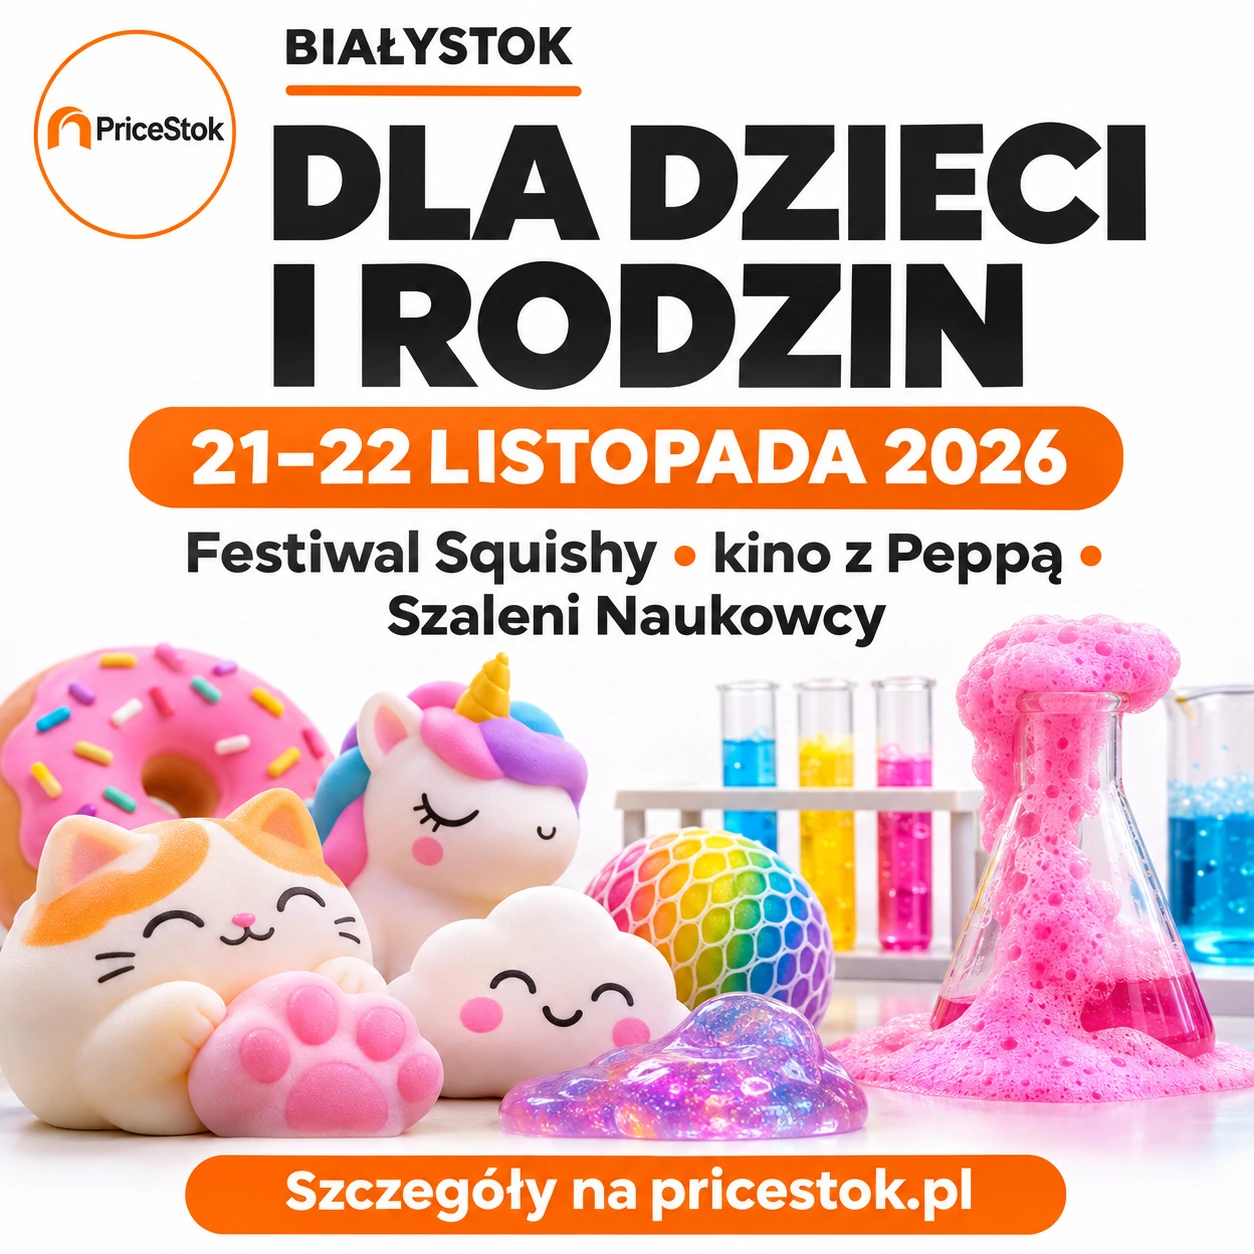 BIAŁYSTOK
PriceStok
DLA DZIECI
I RODZIN
21–22 LISTOPADA 2026
Festiwal Squishy • kino z Peppą •
Szaleni Naukowcy
Szczegóły na pricestok.pl